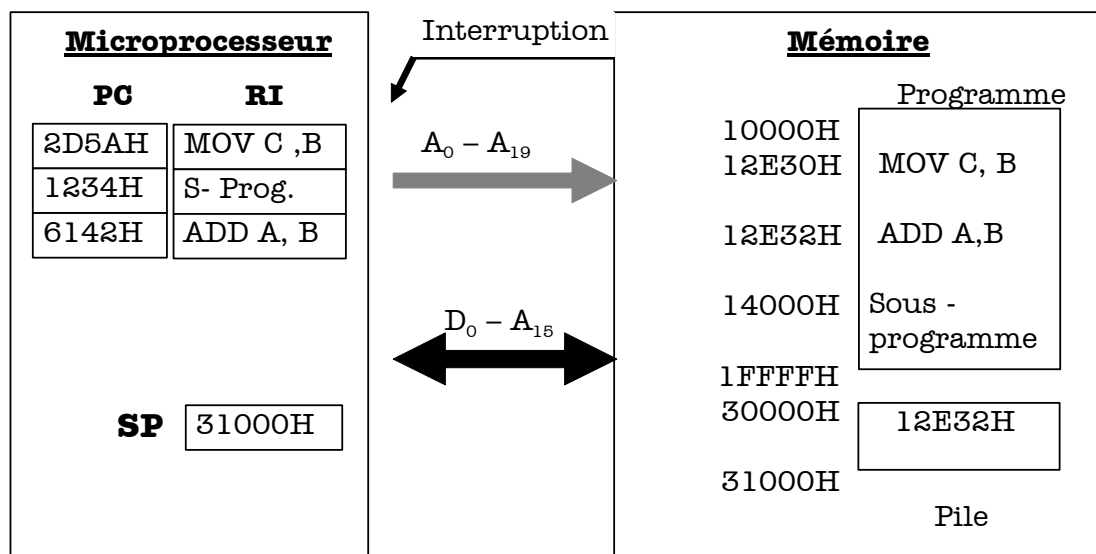 Microprocesseur
PC RI
2D5AH MOV C ,B
1234H S- Prog.
6142H ADD A, B
SP 31000H
Interruption
A₀ – A₁₉
D₀ – A₁₅
Mémoire
Programme
10000H
12E30H MOV C, B
12E32H ADD A,B
14000H Sous -
programme
1FFFFH
30000H
12E32H
31000H
Pile